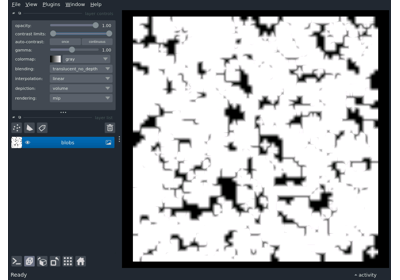 File View Plugins Window Help
opacity: 1.00
contrast limits:
auto-contrast: once continuous
gamma: 1.00
colormap: gray
blending: translucent_no_depth
interpolation: linear
depiction: volume
rendering: mip
blobs
Ready
activity